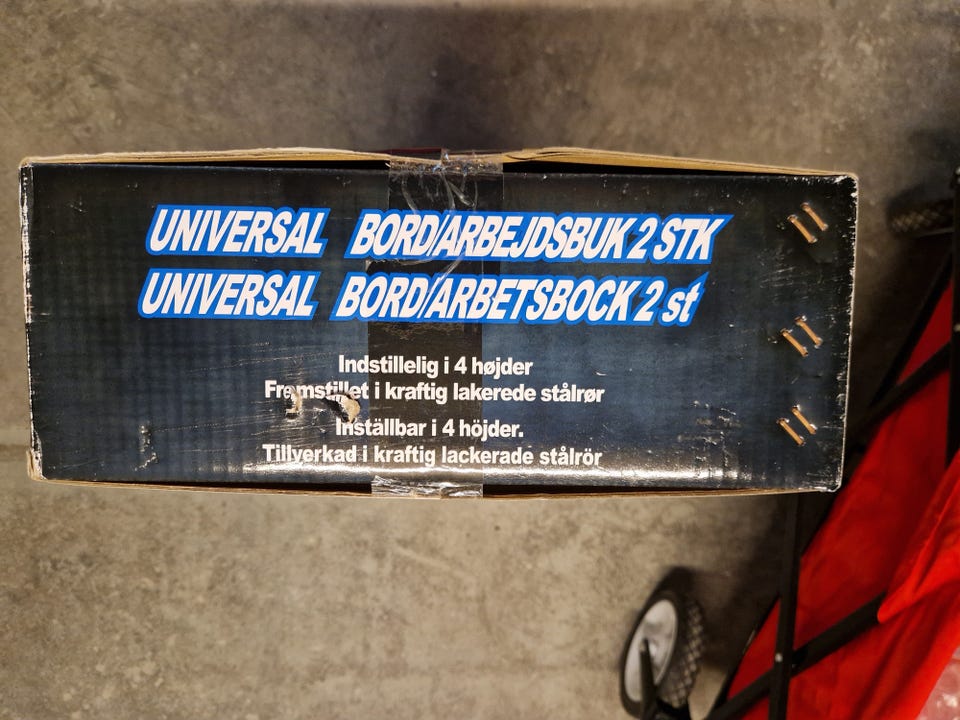 UNIVERSAL BORD/ARBEJDSBUK 2 STK
UNIVERSAL BORD/ARBETSBOCK 2 st
Indstillelig i 4 højder
Fremstillet i kraftig lakerede stålrør
Inställbar i 4 höjder.
Tillverkad i kraftig lackerade stålrör